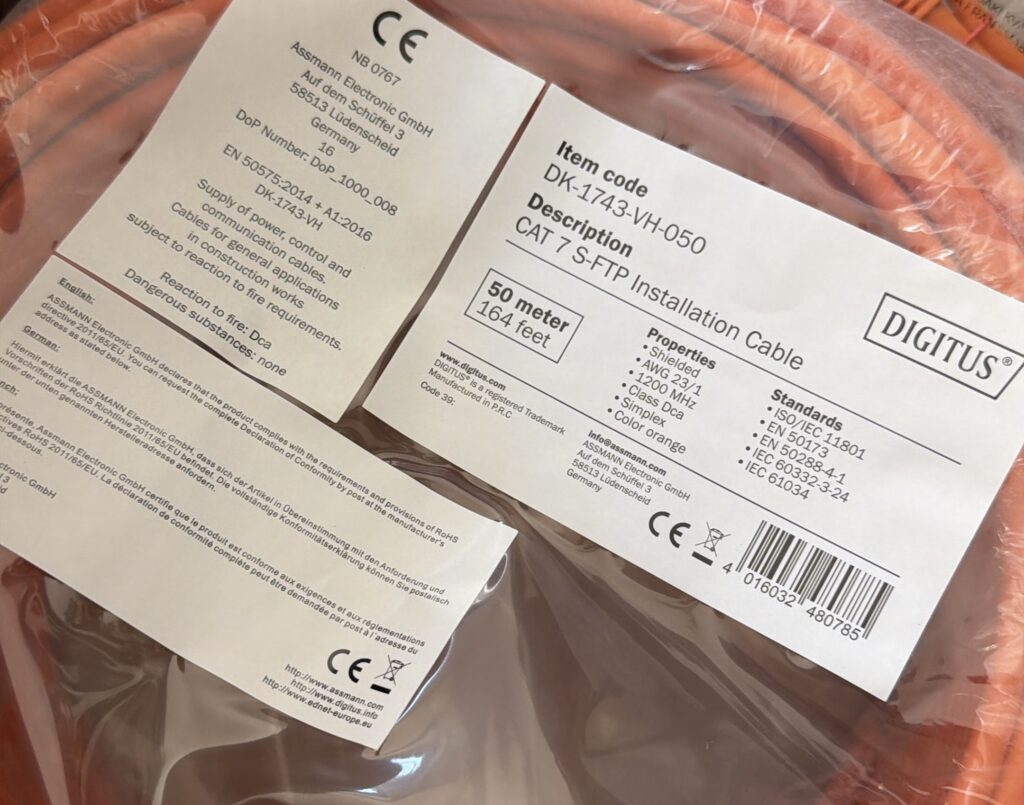 CE
NB 0767
Assmann Electronic GmbH
Auf dem Schüffel 3
58513 Lüdenscheid
Germany
16
DoP Number: DoP_1000_008
EN 50575:2014 + A1:2016
DK-1743-VH
Supply of power, control and
communication cables.
Cables for general applications
in construction works
subject to reaction to fire requirements.
Reaction to fire: Dca
Dangerous substances: none
Item code
DK-1743-VH-050
Description
CAT 7 S-FTP Installation Cable
DIGITUS®
50 meter
164 feet
Properties
• Shielded
• AWG 23/1
• 1200 MHz
• Class Dca
• Simplex
• Color orange
Standards
• ISO/IEC 11801
• EN 50173
• EN 50288-4-1
• IEC 60332-3-24
• IEC 61034
www.digitus.com
DIGITUS® is a registered Trademark
Manufactured in P.R.C
Code 39:
info@assmann.com
ASSMANN Electronic GmbH
Auf dem Schüffel 3
58513 Lüdenscheid
Germany
CE
4 016032 480785
English:
ASSMANN Electronic GmbH declares that the product complies with the requirements and provisions of RoHS
directive 2011/65/EU. You can request the complete Declaration of Conformity by post at the manufacturer's
address as stated below.
German:
Hiermit erklärt die ASSMANN Electronic GmbH, dass sich der Artikel in Übereinstimmung mit den Anforderung und
Vorschriften der RoHS Richtlinie 2011/65/EU befindet. Die vollständige Konformitätserklärung können Sie postalisch
unter der unten genannten Herstelleradresse anfordern.
nch:
présente, Assmann Electronic GmbH certifie que le produit est conforme aux exigences et aux réglementations
ctives RoHS 2011/65/EU. La déclaration de conformité complète peut être demandée par post à l'adresse du
ci-dessous.
ctronic GmbH
3
eid
CE
http://www.assmann.com
http://www.digitus.info
http://www.ednet-europe.eu